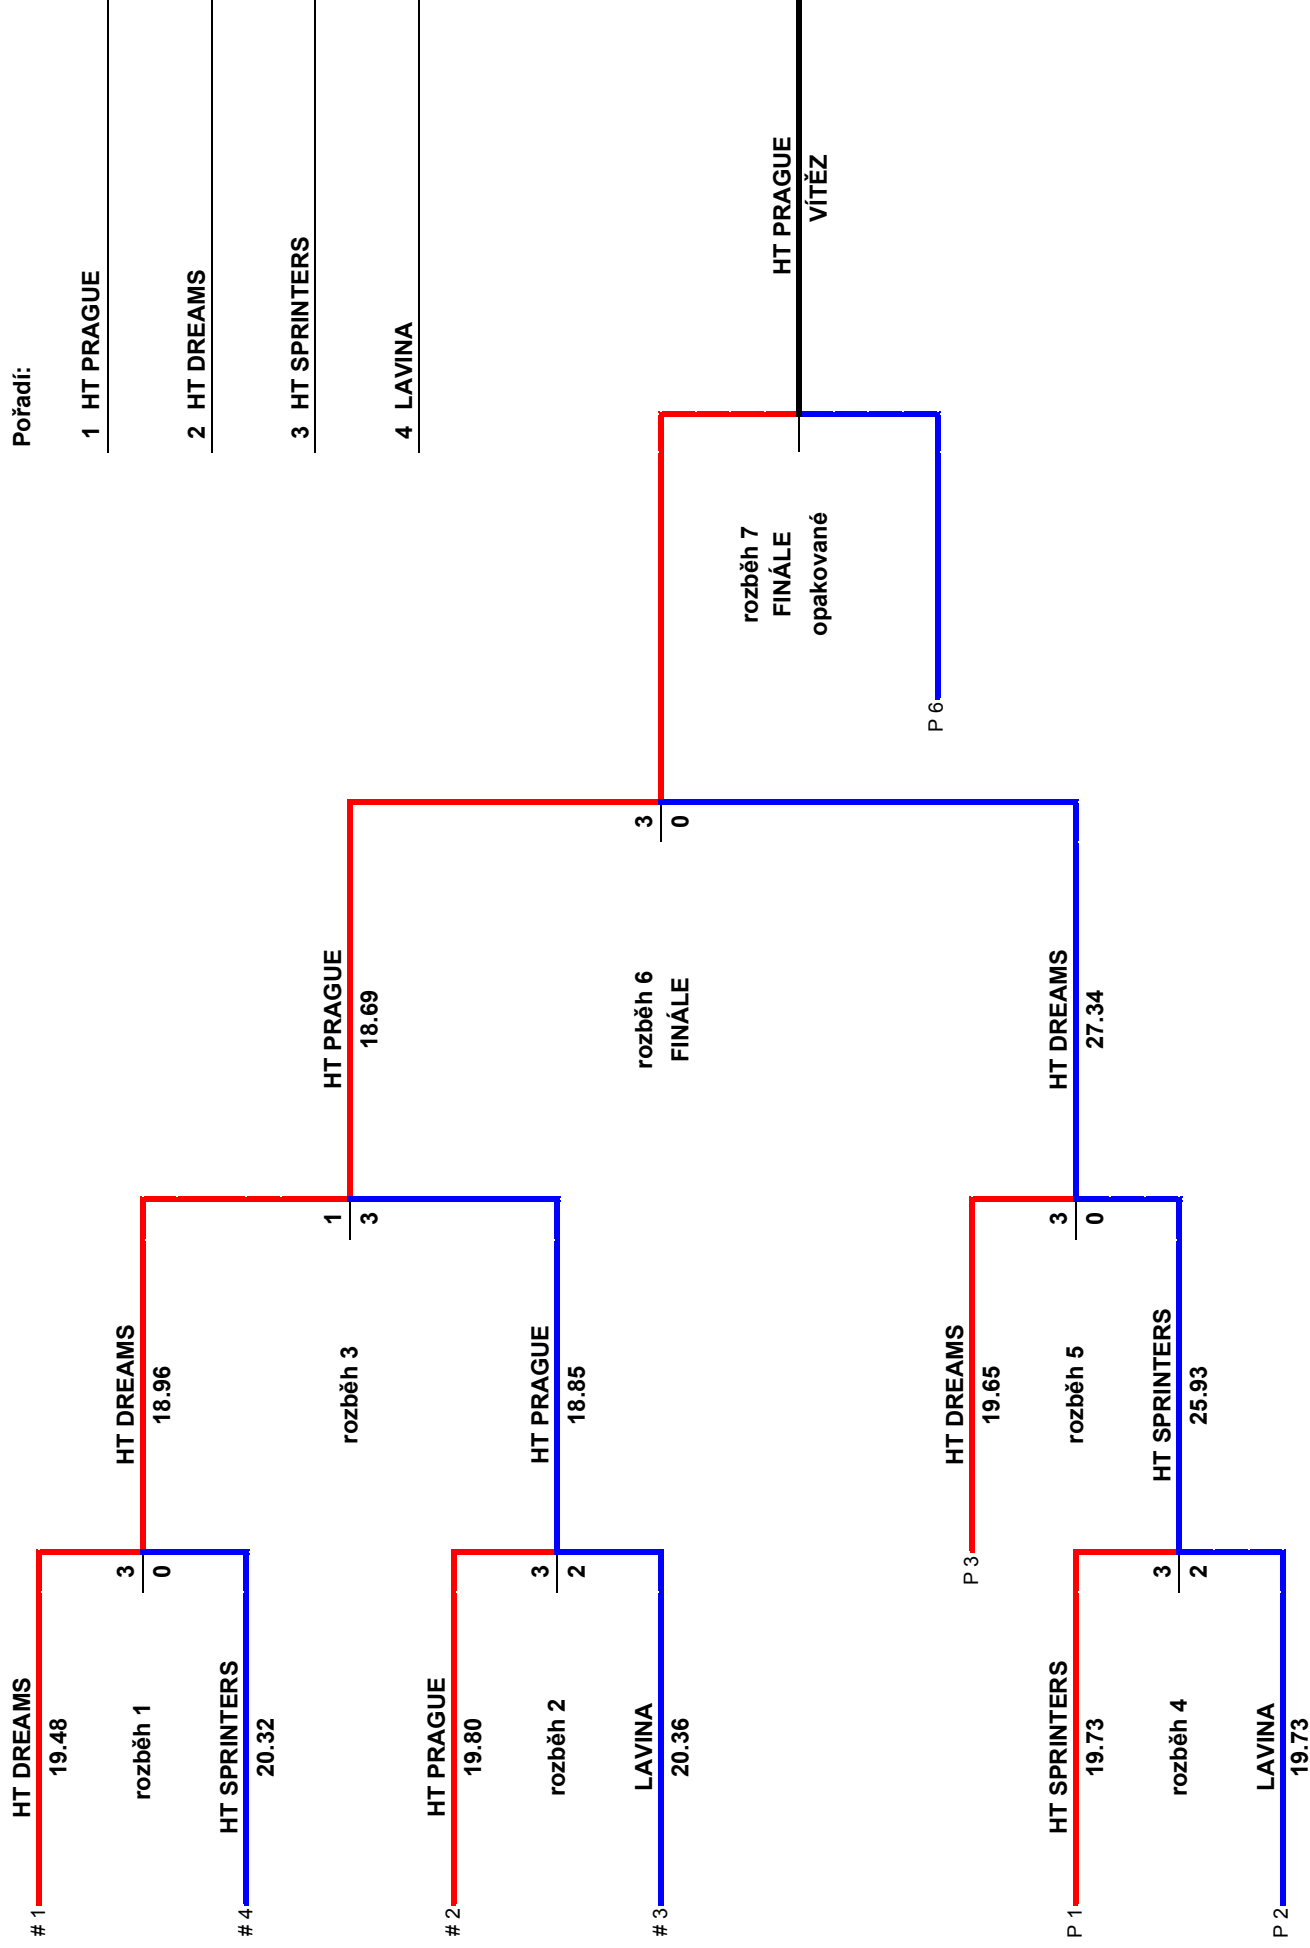 Pořadí:
1 HT PRAGUE
2 HT DREAMS
3 HT SPRINTERS
4 LAVINA
# 1
HT DREAMS
19.48
rozběh 1
3
0
HT SPRINTERS
20.32
# 4
HT DREAMS
18.96
rozběh 3
1
3
# 2
HT PRAGUE
19.80
rozběh 2
3
2
LAVINA
20.36
# 3
HT PRAGUE
18.85
HT PRAGUE
18.69
rozběh 6
FINÁLE
3
0
rozběh 7
FINÁLE
opakované
P 6
HT PRAGUE
VÍTĚZ
P 3
HT DREAMS
19.65
rozběh 5
3
0
HT DREAMS
27.34
P 1
HT SPRINTERS
19.73
rozběh 4
3
2
HT SPRINTERS
25.93
LAVINA
19.73
P 2